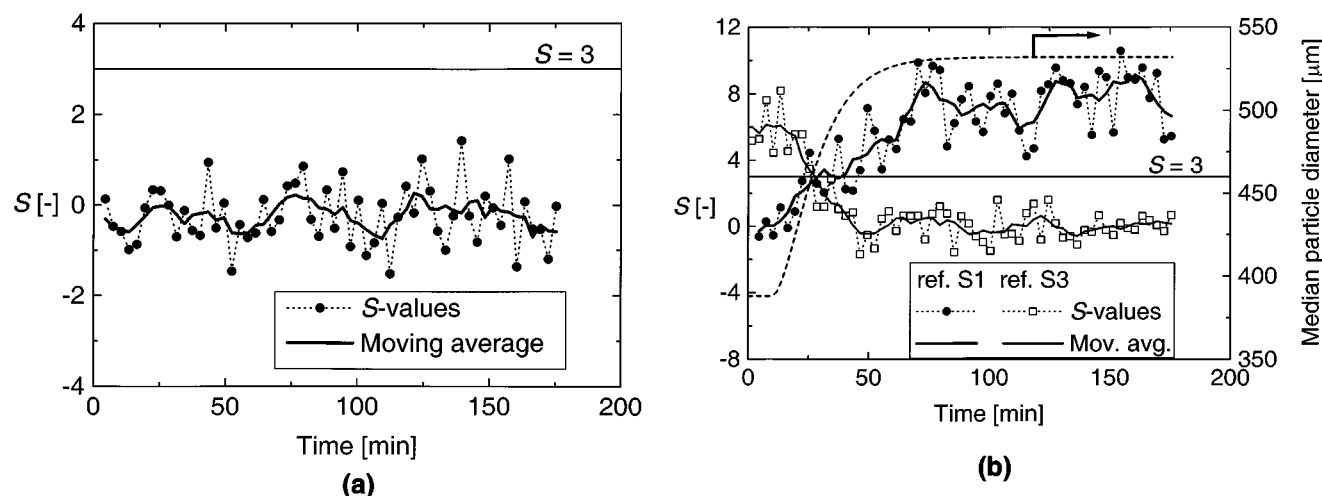 4
2
0
-2
-4
S [-]
S = 3
S-values
Moving average
0
50
100
150
200
Time [min]
(a)
12
8
4
0
-4
-8
S [-]
S = 3
ref. S1 ref. S3
S-values
Mov. avg.
550
500
450
400
350
Median particle diameter [μm]
0
50
100
150
200
Time [min]
(b)